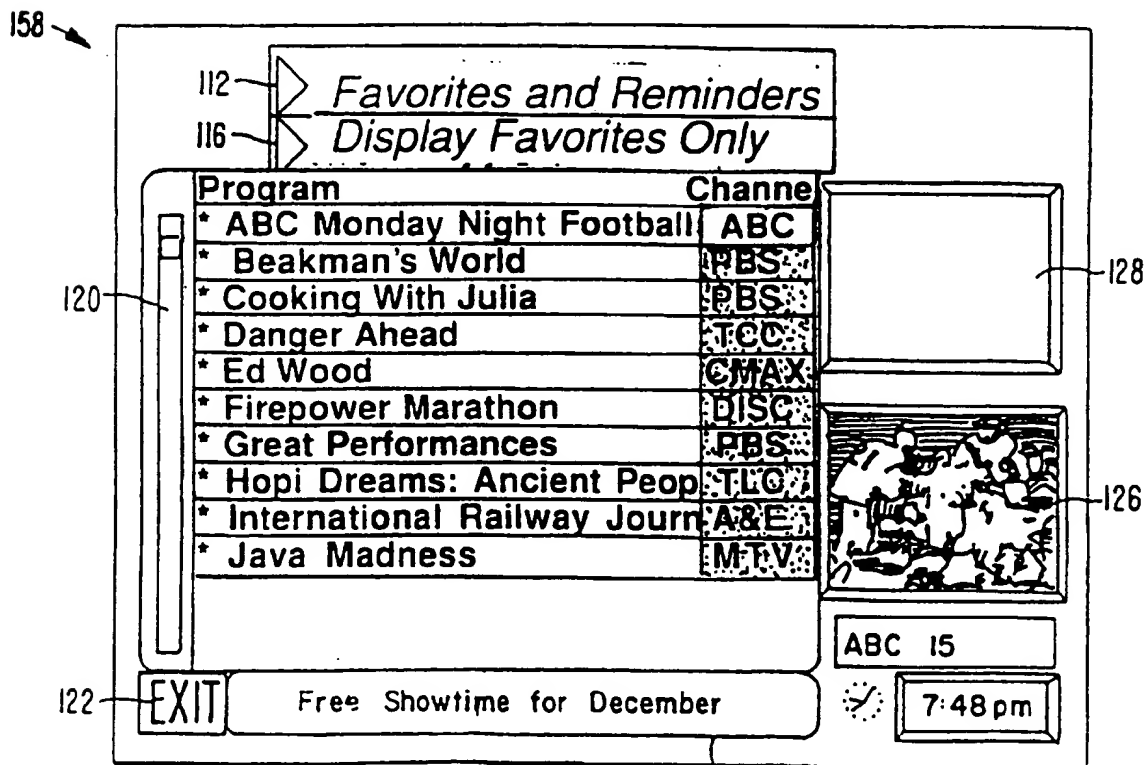 158
112
Favorites and Reminders
116
Display Favorites Only
Program Channe
* ABC Monday Night Football ABC
* Beakman's World PBS
* Cooking With Julia PBS
* Danger Ahead TCC
* Ed Wood CMAX
* Firepower Marathon DISC
* Great Performances PBS
* Hopi Dreams: Ancient Peop TLC
* International Railway Journ A&E
* Java Madness MTV
120
128
126
ABC 15
122
EXIT
Free Showtime for December
7:48 pm